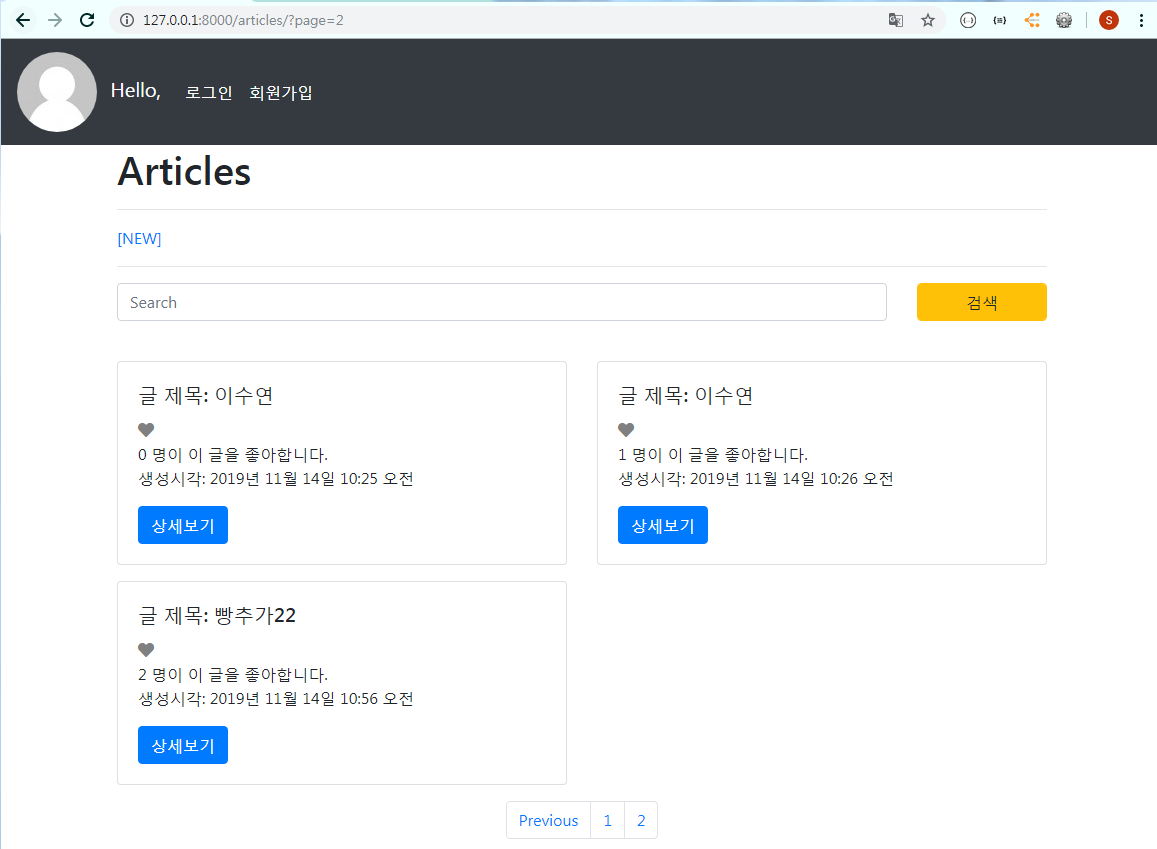 127.0.0.1:8000/articles/?page=2
S
Hello, 로그인 회원가입
Articles
[NEW]
Search 검색
글 제목: 이수연
0 명이 이 글을 좋아합니다.
생성시각: 2019년 11월 14일 10:25 오전
상세보기
글 제목: 이수연
1 명이 이 글을 좋아합니다.
생성시각: 2019년 11월 14일 10:26 오전
상세보기
글 제목: 빵추가22
2 명이 이 글을 좋아합니다.
생성시각: 2019년 11월 14일 10:56 오전
상세보기
Previous 1 2